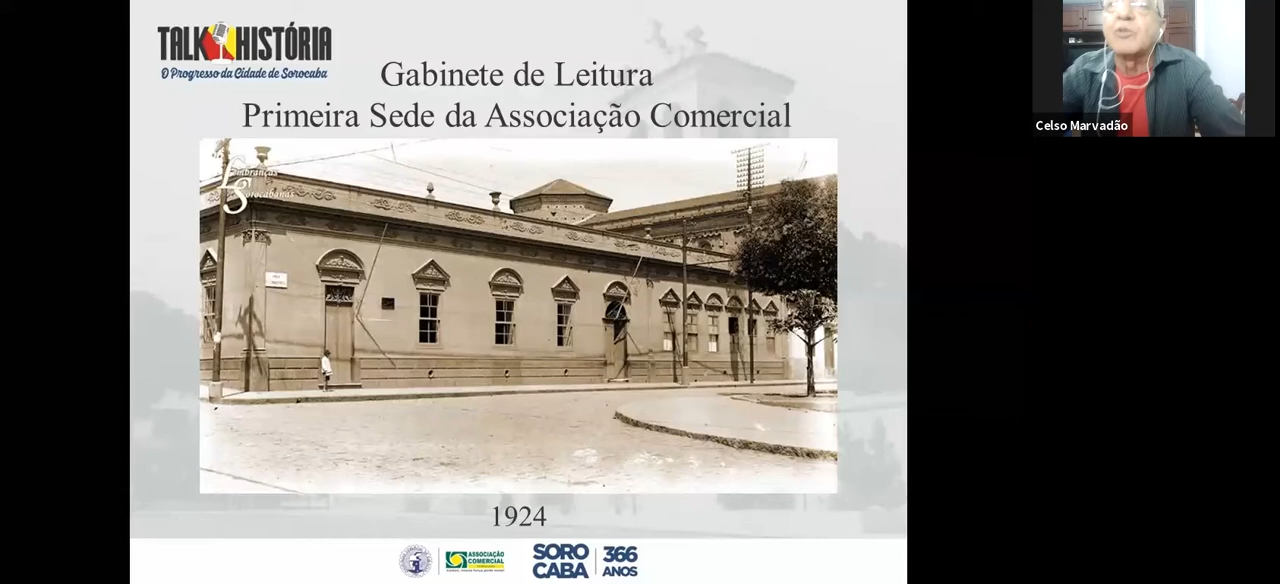 TALK HISTÓRIA
O Progresso da Cidade de Sorocaba
Gabinete de Leitura
Primeira Sede da Associação Comercial
Lembranças
Sorocabanas
1924
ASSOCIAÇÃO
COMERCIAL
SORO
CABA
366
ANOS
Celso Marvadão